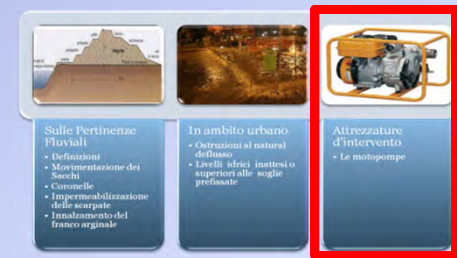 Sulle Pertinenze
Fluviali
• Definizioni
• Movimentazione dei
Sacchi
• Coronelle
• Impermeabilizzazione
delle scarpate
• Innalzamento del
franco arginale
In ambito urbano
• Ostruzioni al natural
deflusso
• Livelli idrici inattesi o
superiori alle soglie
prefissate
Attrezzature
d'intervento
• Le motopompe